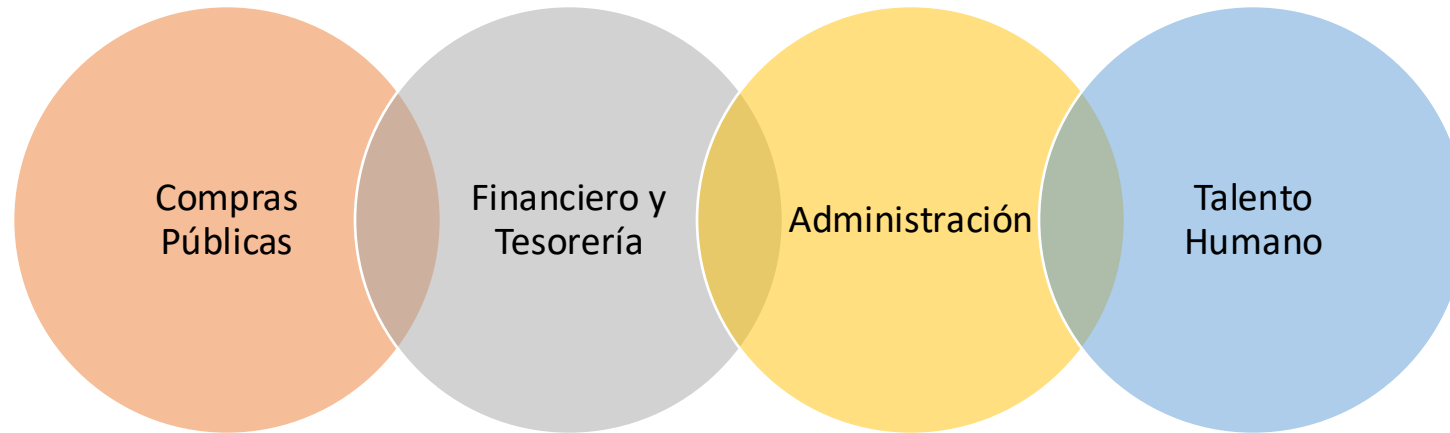 Compras
Públicas
Financiero y
Tesorería
Administración
Talento
Humano